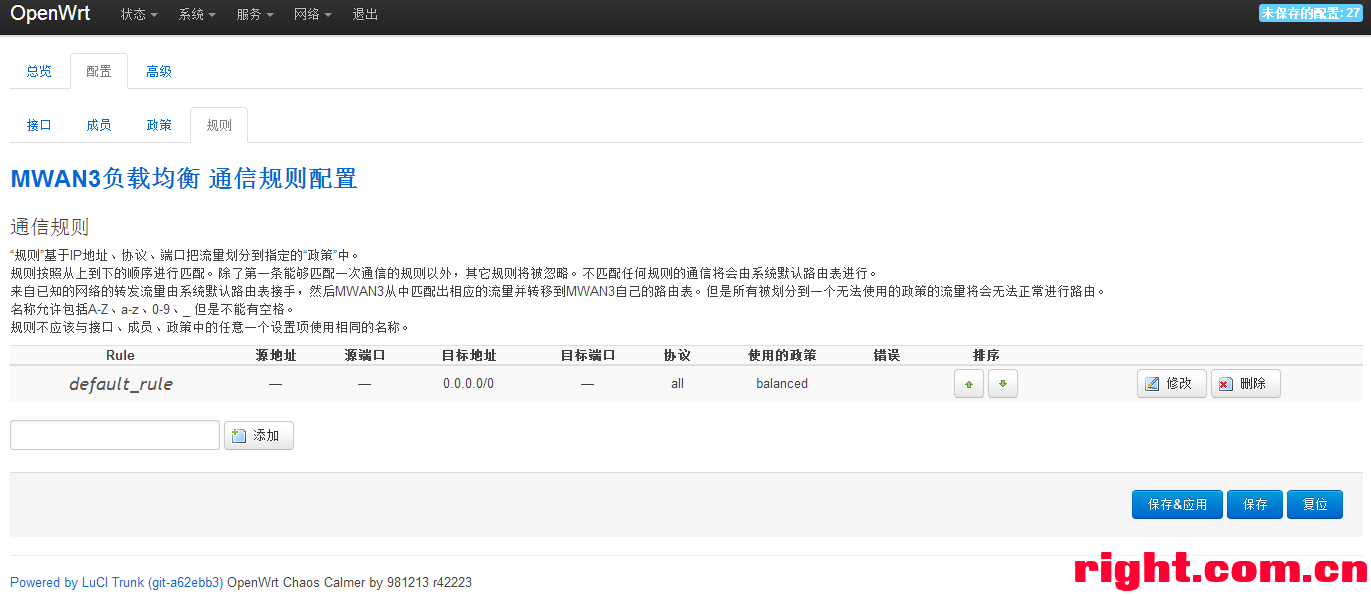 OpenWrt 状态 系统 服务 网络 退出 未保存的配置: 27
总览 配置 高级
接口 成员 政策 规则
MWAN3负载均衡 通信规则配置
通信规则
“规则”基于IP地址、协议、端口把流量划分到指定的“政策”中。
规则按照从上到下的顺序进行匹配。除了第一条能够匹配一次通信的规则以外，其它规则将被忽略。不匹配任何规则的通信将会由系统默认路由表进行。
来自已知的网络的转发流量由系统默认路由表接手，然后MWAN3从中匹配出相应的流量并转移到MWAN3自己的路由表。但是所有被划分到一个无法使用的政策的流量将会无法正常进行路由。
名称允许包括A-Z、a-z、0-9、_ 但是不能有空格。
规则不应该与接口、成员、政策中的任意一个设置项使用相同的名称。
Rule 源地址 源端口 目标地址 目标端口 协议 使用的政策 错误 排序
default_rule — — 0.0.0.0/0 — all balanced 修改 删除
添加
保存&应用 保存 复位
Powered by LuCI Trunk (git-a62ebb3) OpenWrt Chaos Calmer by 981213 r42223
right.com.cn